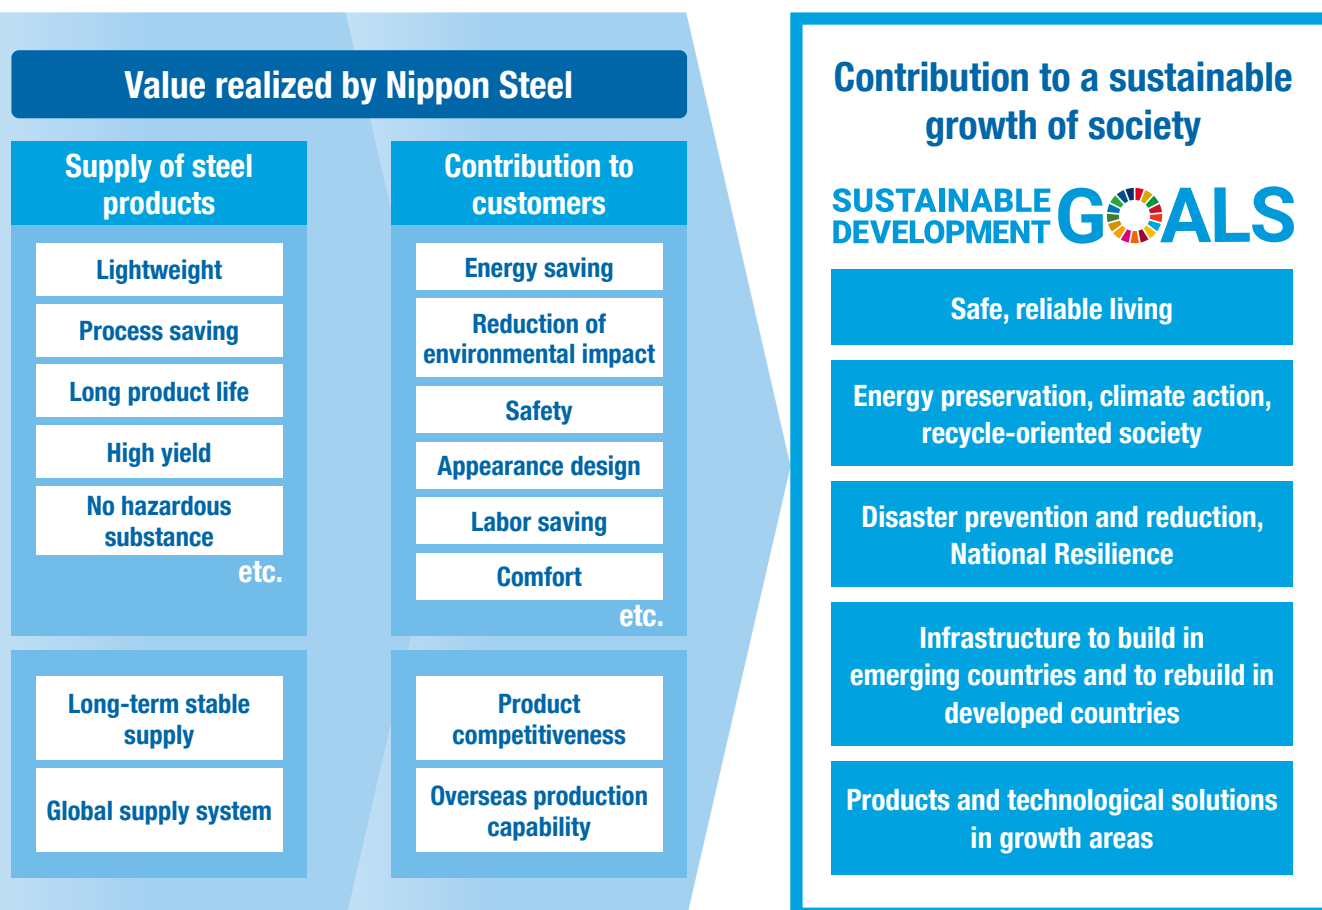 Value realized by Nippon Steel
Supply of steel
products
Lightweight
Process saving
Long product life
High yield
No hazardous
substance
etc.
Long-term stable
supply
Global supply system
Contribution to
customers
Energy saving
Reduction of
environmental impact
Safety
Appearance design
Labor saving
Comfort
etc.
Product
competitiveness
Overseas production
capability
Contribution to a sustainable
growth of society
SUSTAINABLE
DEVELOPMENT
GOALS
Safe, reliable living
Energy preservation, climate action,
recycle-oriented society
Disaster prevention and reduction,
National Resilience
Infrastructure to build in
emerging countries and to rebuild in
developed countries
Products and technological solutions
in growth areas